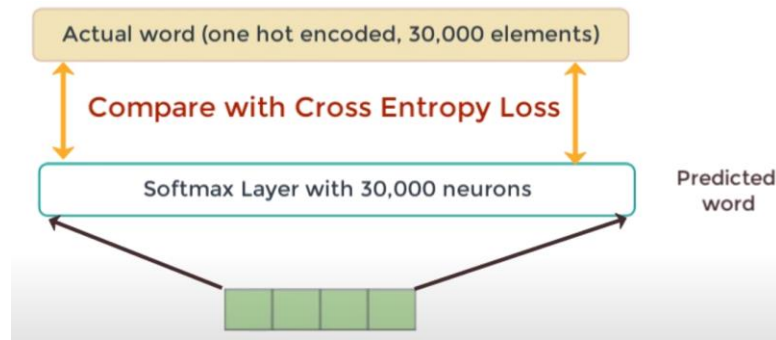 Actual word (one hot encoded, 30,000 elements)
Compare with Cross Entropy Loss
Softmax Layer with 30,000 neurons
Predicted
word